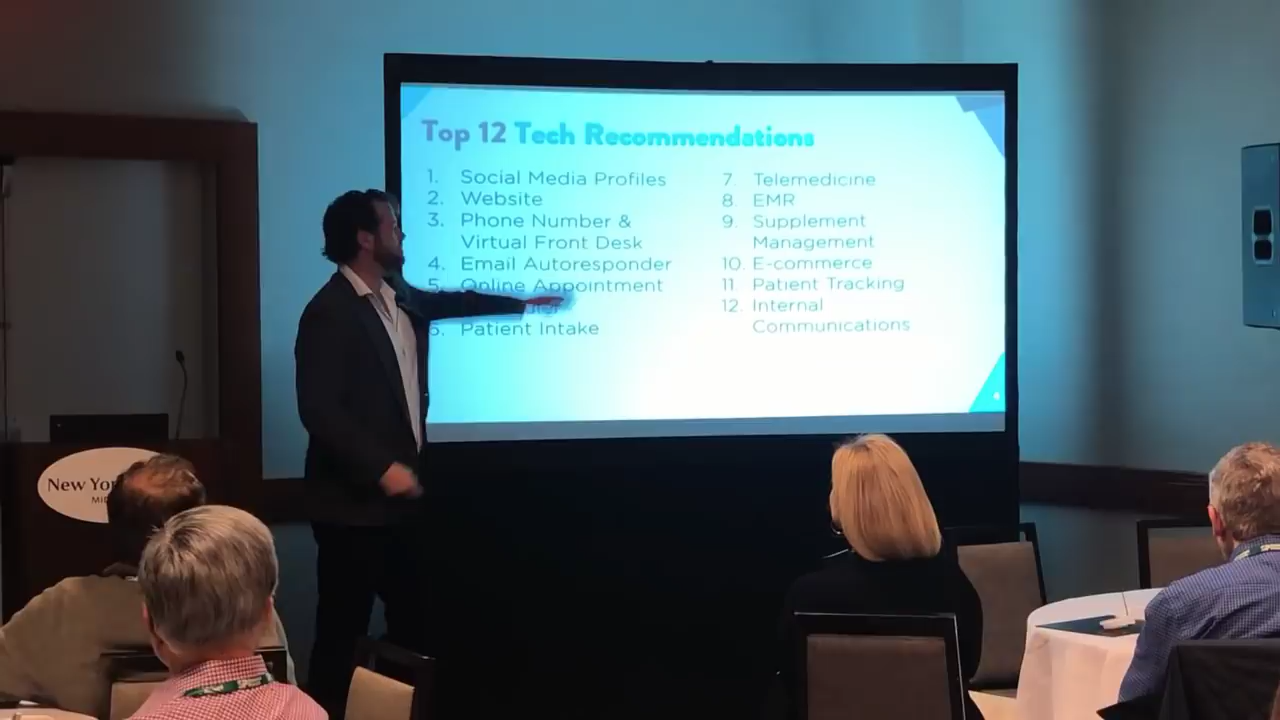 Top 12 Tech Recommendations
1. Social Media Profiles
2. Website
3. Phone Number &
Virtual Front Desk
4. Email Autoresponder
5. Online Appointment
6. Patient Intake
7. Telemedicine
8. EMR
9. Supplement
Management
10. E-commerce
11. Patient Tracking
12. Internal
Communications
4
New